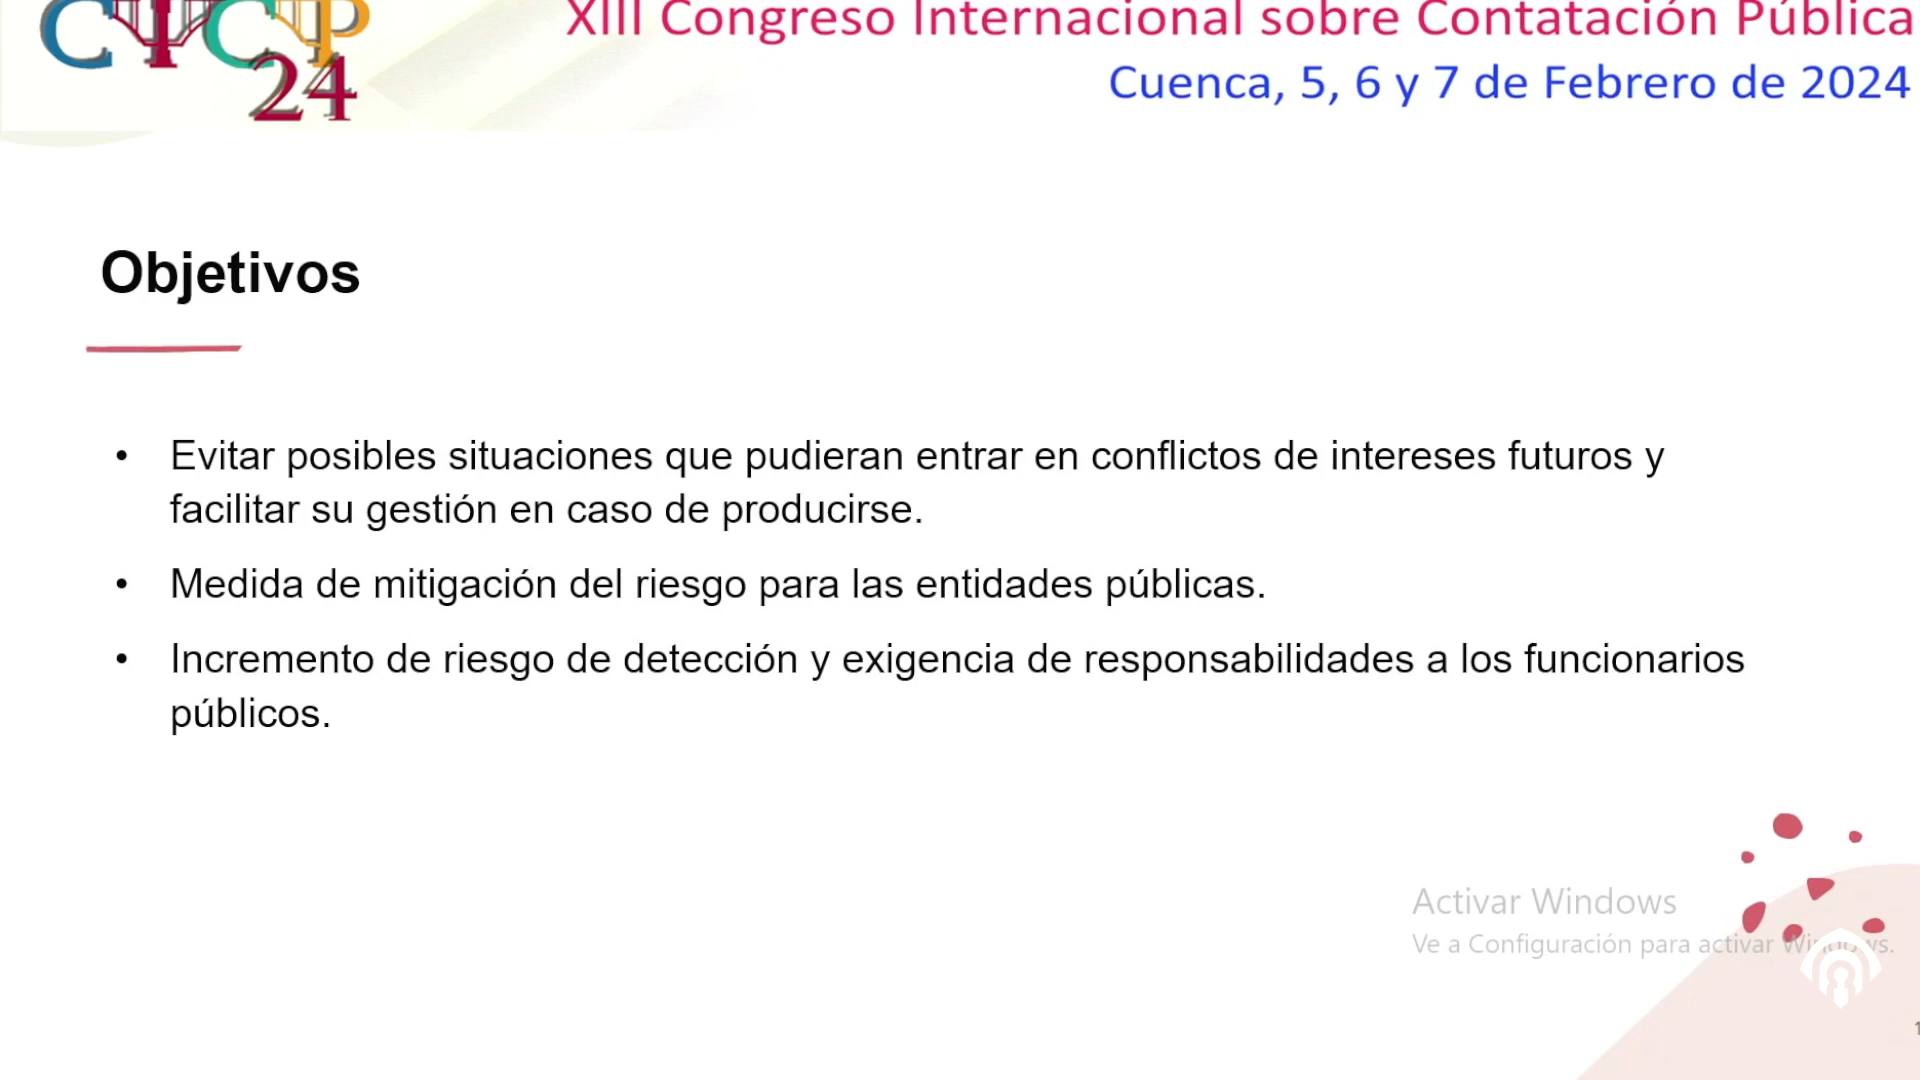 CICP
24
XIII Congreso Internacional sobre Contatación Pública
Cuenca, 5, 6 y 7 de Febrero de 2024
Objetivos
• Evitar posibles situaciones que pudieran entrar en conflictos de intereses futuros y
facilitar su gestión en caso de producirse.
• Medida de mitigación del riesgo para las entidades públicas.
• Incremento de riesgo de detección y exigencia de responsabilidades a los funcionarios
públicos.
Activar Windows
Ve a Configuración para activar Windows.